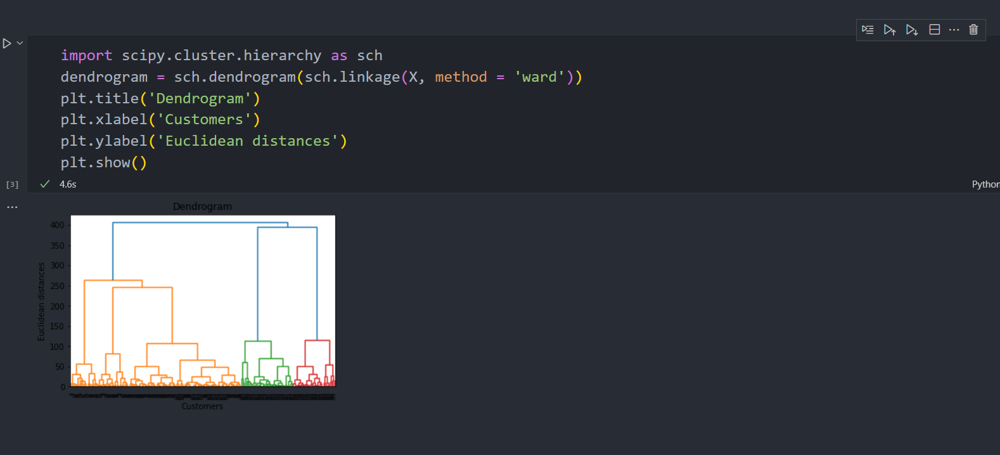 import scipy.cluster.hierarchy as sch
dendrogram = sch.dendrogram(sch.linkage(X, method = 'ward'))
plt.title('Dendrogram')
plt.xlabel('Customers')
plt.ylabel('Euclidean distances')
plt.show()
[3]
4.6s
Python
Dendrogram
400
350
300
250
200
150
100
50
0
Euclidean distances
Customers